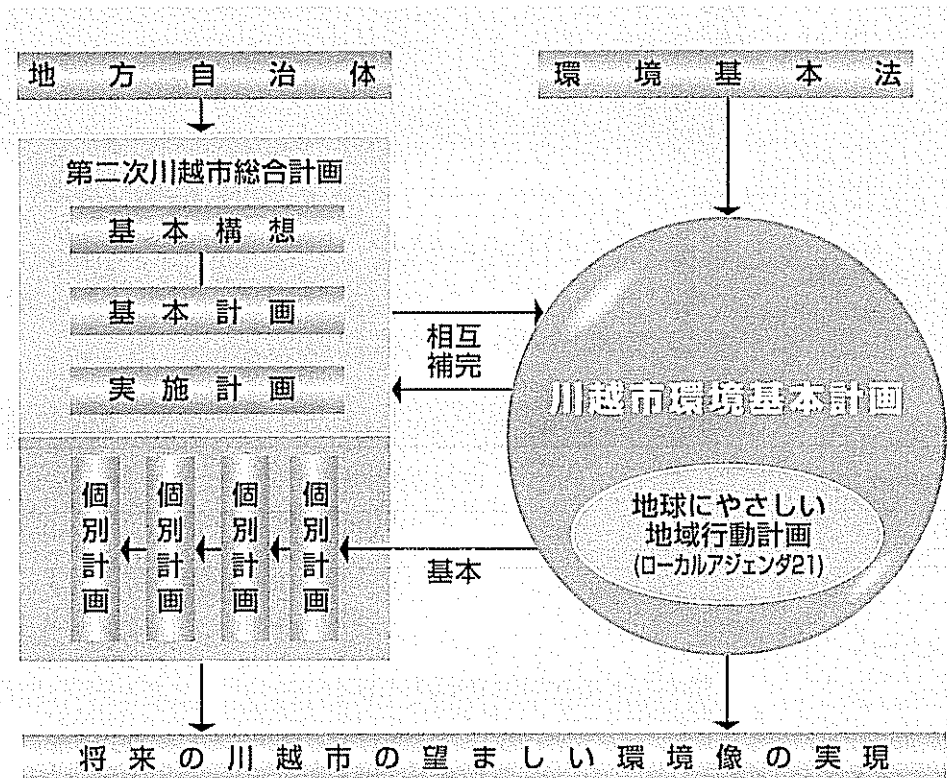 地方自治体
環境基本法
第二次川越市総合計画
基本構想
基本計画
実施計画
相互
補完
川越市環境基本計画
地球にやさしい
地域行動計画
(ローカルアジェンダ21)
個別計画
個別計画
個別計画
個別計画
基本
将来の川越市の望ましい環境像の実現